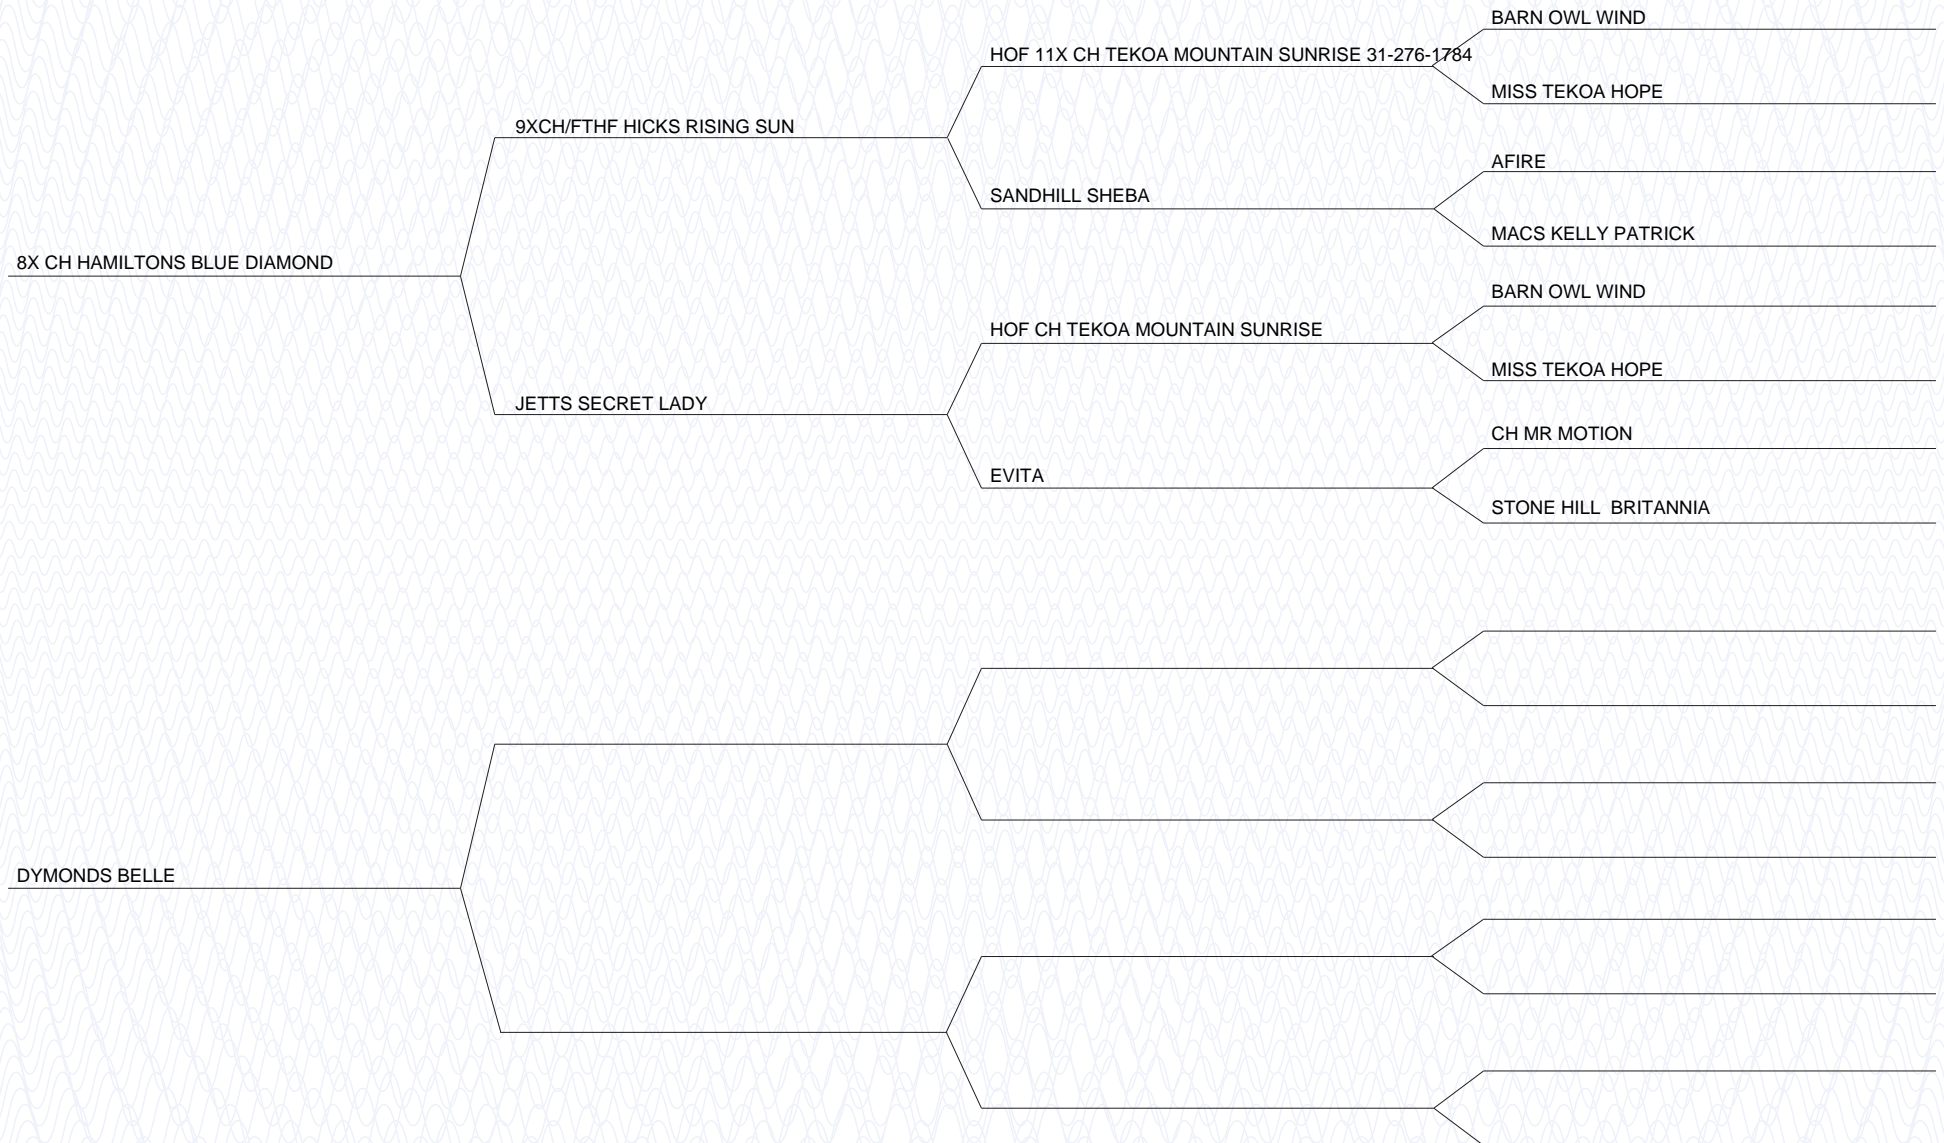 BARN OWL WIND
HOF 11X CH TEKOA MOUNTAIN SUNRISE 31-276-1784
MISS TEKOA HOPE
9XCH/FTHF HICKS RISING SUN
AFIRE
SANDHILL SHEBA
MACS KELLY PATRICK
8X CH HAMILTONS BLUE DIAMOND
BARN OWL WIND
HOF CH TEKOA MOUNTAIN SUNRISE
MISS TEKOA HOPE
JETTS SECRET LADY
CH MR MOTION
EVITA
STONE HILL  BRITANNIA
DYMONDS BELLE